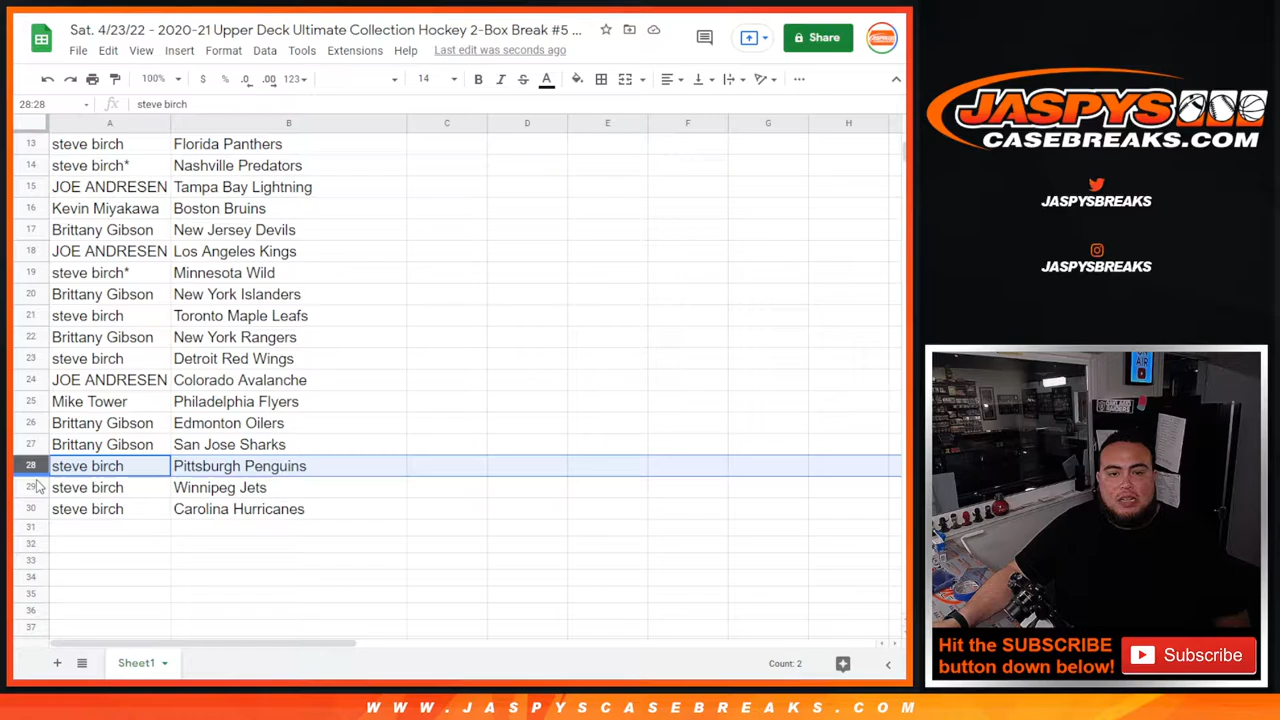 Sat. 4/23/22 - 2020-21 Upper Deck Ultimate Collection Hockey 2-Box Break #5 ...
File Edit View Insert Format Data Tools Extensions Help Last edit was seconds ago
Share
100% $ % .0 .00 123 14 B I S A
28:28 fx steve birch
A B C D E F G H
13 steve birch Florida Panthers
14 steve birch* Nashville Predators
15 JOE ANDRESEN Tampa Bay Lightning
16 Kevin Miyakawa Boston Bruins
17 Brittany Gibson New Jersey Devils
18 JOE ANDRESEN Los Angeles Kings
19 steve birch* Minnesota Wild
20 Brittany Gibson New York Islanders
21 steve birch Toronto Maple Leafs
22 Brittany Gibson New York Rangers
23 steve birch Detroit Red Wings
24 JOE ANDRESEN Colorado Avalanche
25 Mike Tower Philadelphia Flyers
26 Brittany Gibson Edmonton Oilers
27 Brittany Gibson San Jose Sharks
28 steve birch Pittsburgh Penguins
29 steve birch Winnipeg Jets
30 steve birch Carolina Hurricanes
31
32
33
34
35
36
37
Sheet1
Count: 2
JASPYS
CASEBREAKS.COM
JASPYSBREAKS
JASPYSBREAKS
ON
AIR
Hit the SUBSCRIBE
button down below!
Subscribe
WWW.JASPYSCASEBREAKS.COM